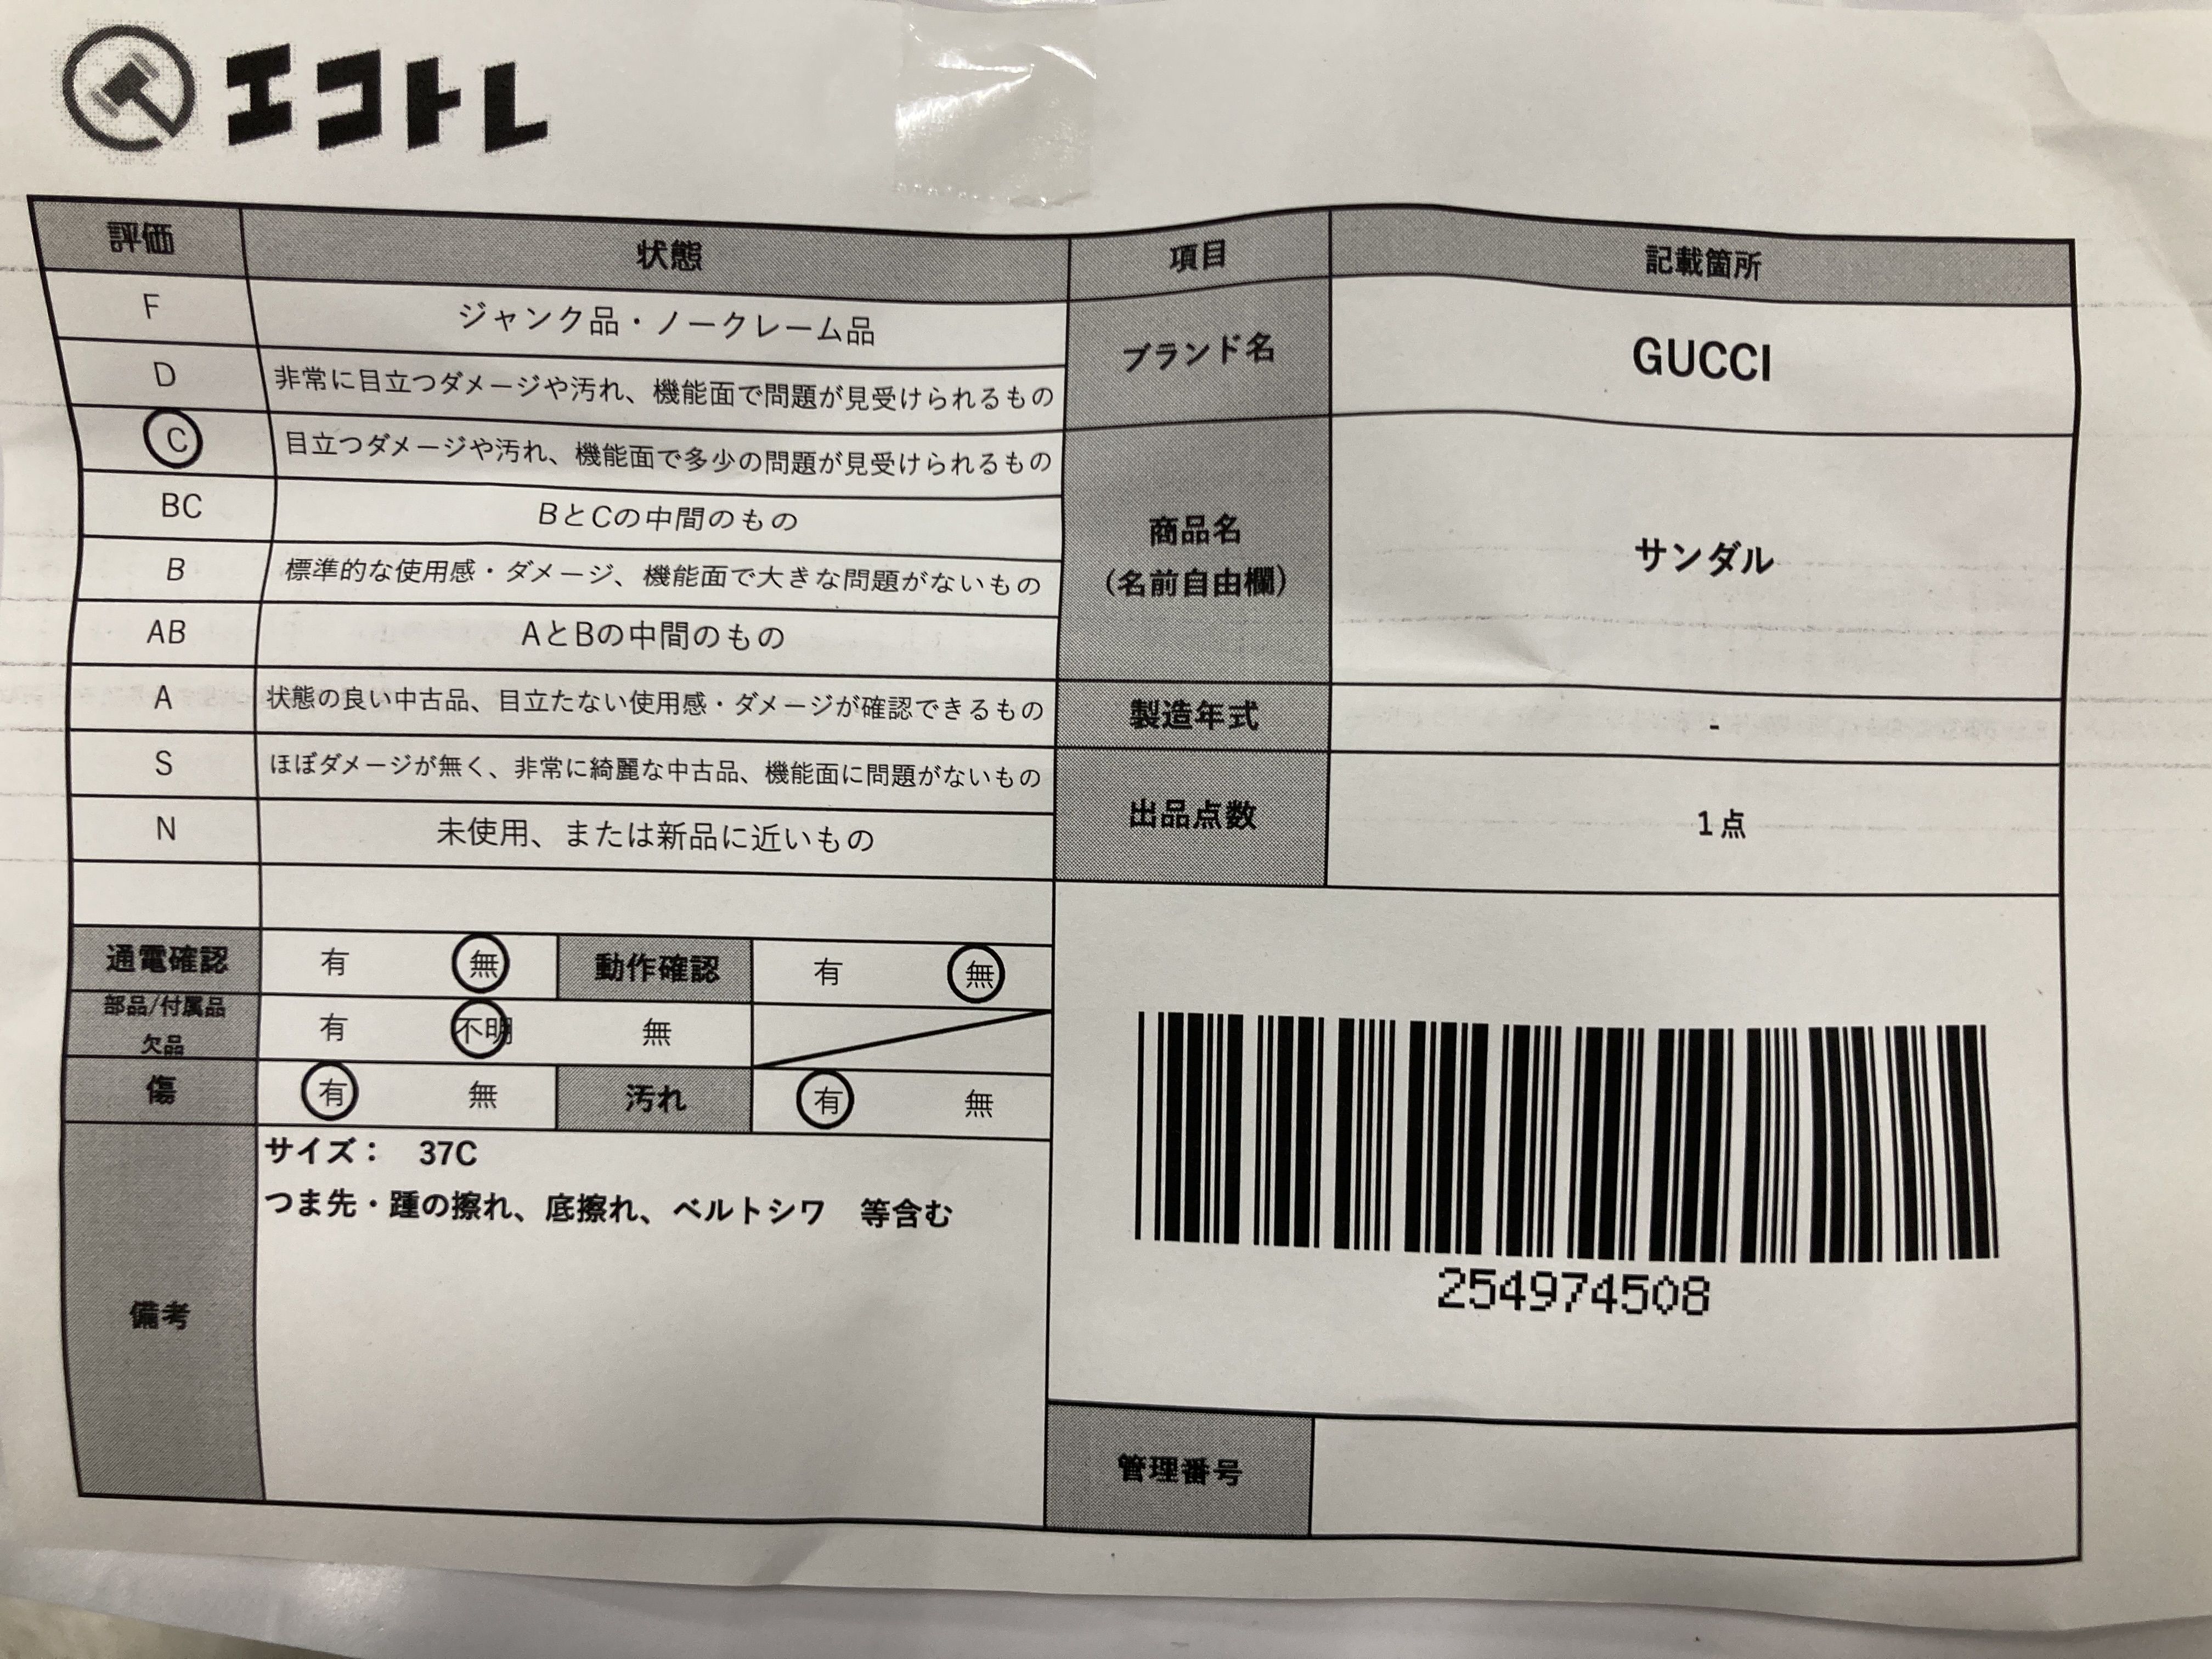 エコトレ
評価 状態 項目 記載箇所
F ジャンク品・ノークレーム品
D 非常に目立つダメージや汚れ、機能面で問題が見受けられるもの
C 目立つダメージや汚れ、機能面で多少の問題が見受けられるもの
BC BとCの中間のもの
B 標準的な使用感・ダメージ、機能面で大きな問題がないもの
AB AとBの中間のもの
A 状態の良い中古品、目立たない使用感・ダメージが確認できるもの
S ほぼダメージが無く、非常に綺麗な中古品、機能面に問題がないもの
N 未使用、または新品に近いもの
ブランド名 GUCCI
商品名
(名前自由欄)
サンダル
製造年式 -
出品点数 1点
通電確認 有 無 動作確認 有 無
部品/付属品
欠品
有 不明 無
傷 有 無 汚れ 有 無
備考
サイズ： 37C
つま先・踵の擦れ、底擦れ、ベルトシワ 等含む
254974508
管理番号